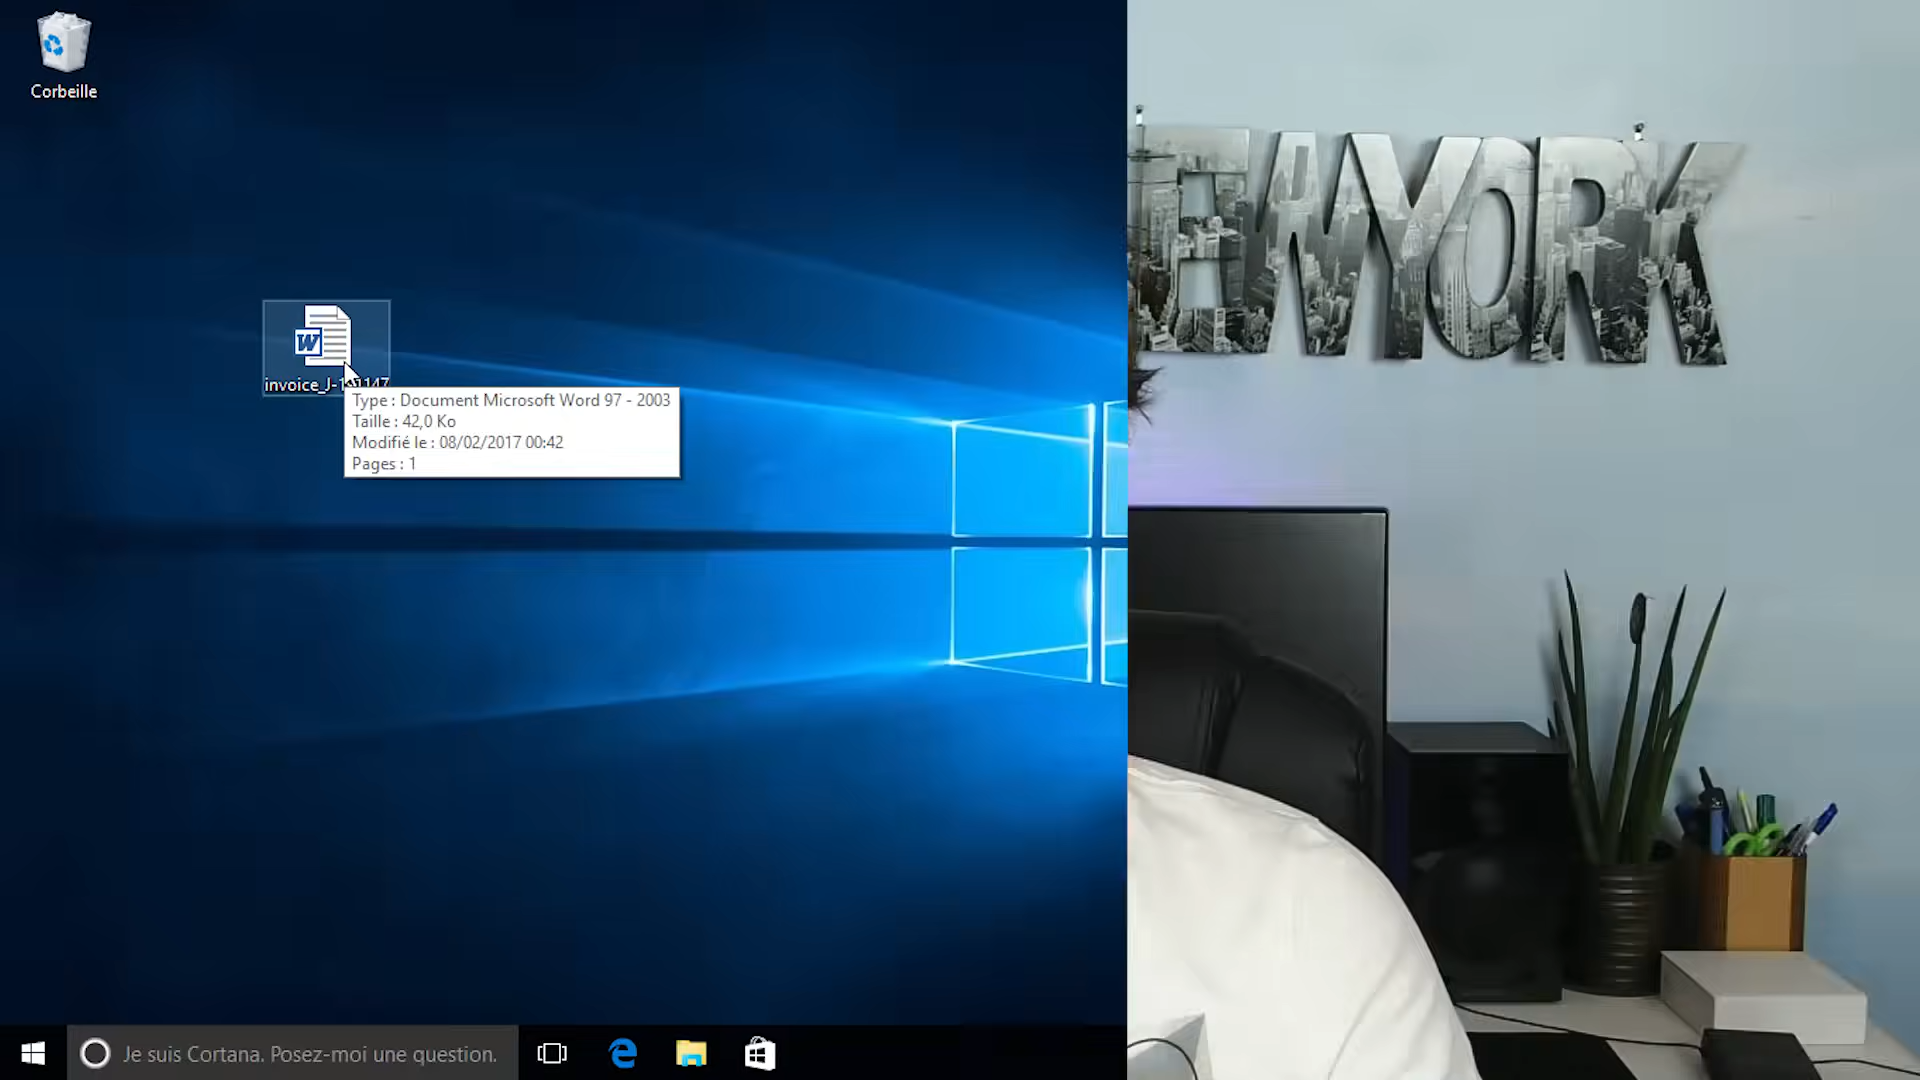 Corbeille
Type : Document Microsoft Word 97 - 2003
Taille : 42,0 Ko
Modifié le : 08/02/2017 00:42
Pages : 1
Je suis Cortana. Posez-moi une question.
EWYORK